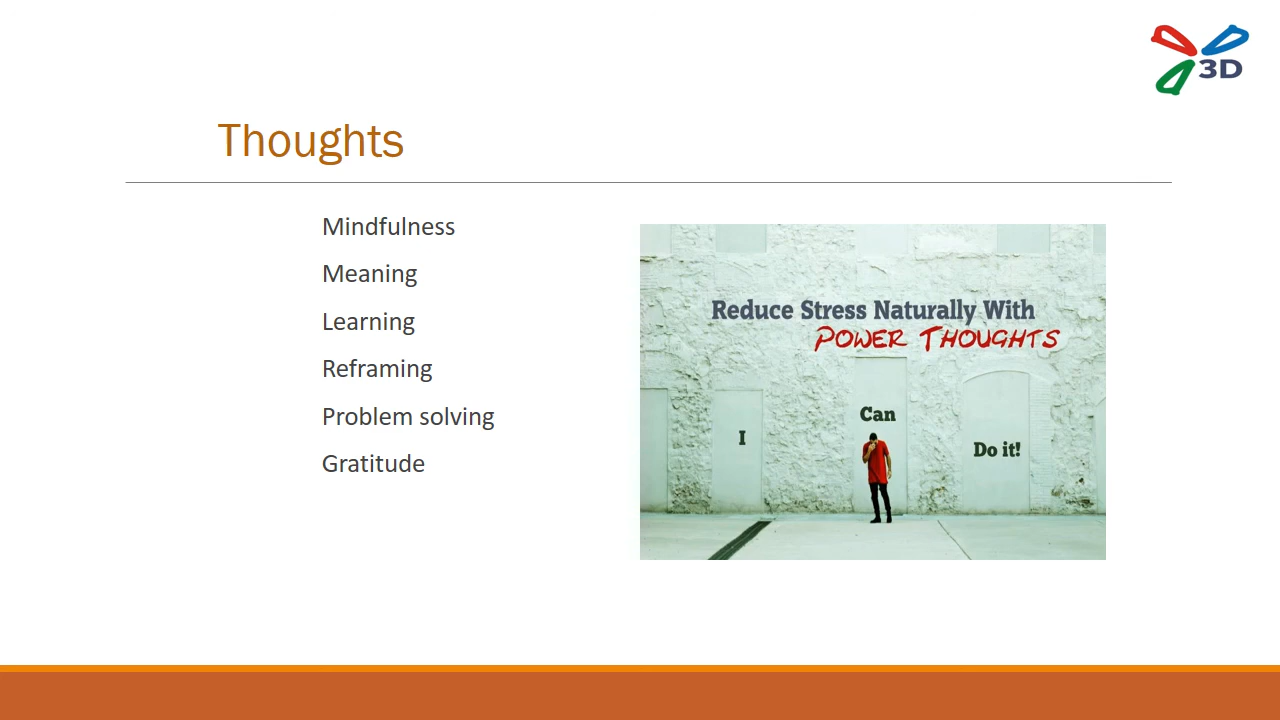 3D
Thoughts
Mindfulness
Meaning
Learning
Reframing
Problem solving
Gratitude
Reduce Stress Naturally With
POWER THOUGHTS
I
Can
Do it!